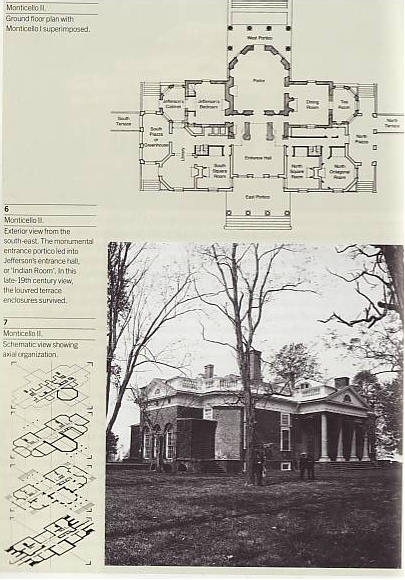 Monticello III.
Ground floor plan with
Monticello I superimposed.
West Portico
Parlor
Jefferson's
Cabinet
Jefferson's
Bedroom
Dining
Room
Tea
Room
South
Terrace
North
Terrace
South
Piazza
or
Greenhouse
Library
North
Piazza
Entrance Hall
South
Square
Room
North
Square
Room
North
Octagonal
Room
East Portico
6
Monticello II.
Exterior view from the
south-east. The monumental
entrance portico led into
Jefferson's entrance hall,
or 'Indian Room'. In this
late-19th century view,
the louvred terrace
enclosures survived.
7
Monticello II.
Schematic view showing
axial organization.